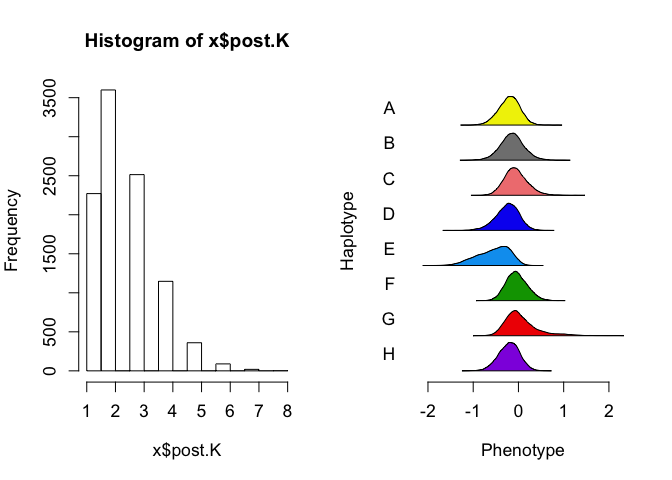 Histogram of x$post.K
Frequency
0
500
1500
2500
3500
1 2 3 4 5 6 7 8
x$post.K
Haplotype
A
B
C
D
E
F
G
H
-2 -1 0 1 2
Phenotype